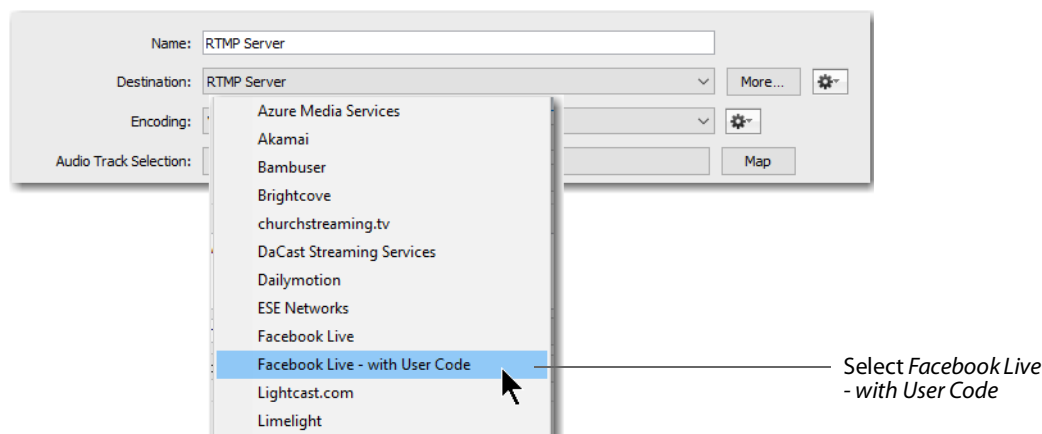 Name: RTMP Server
Destination: RTMP Server More...
Encoding:
Audio Track Selection: Map
Azure Media Services
Akamai
Bambuser
Brightcove
churchstreaming.tv
DaCast Streaming Services
Dailymotion
ESE Networks
Facebook Live
Facebook Live - with User Code
Lightcast.com
Limelight
Select Facebook Live
- with User Code